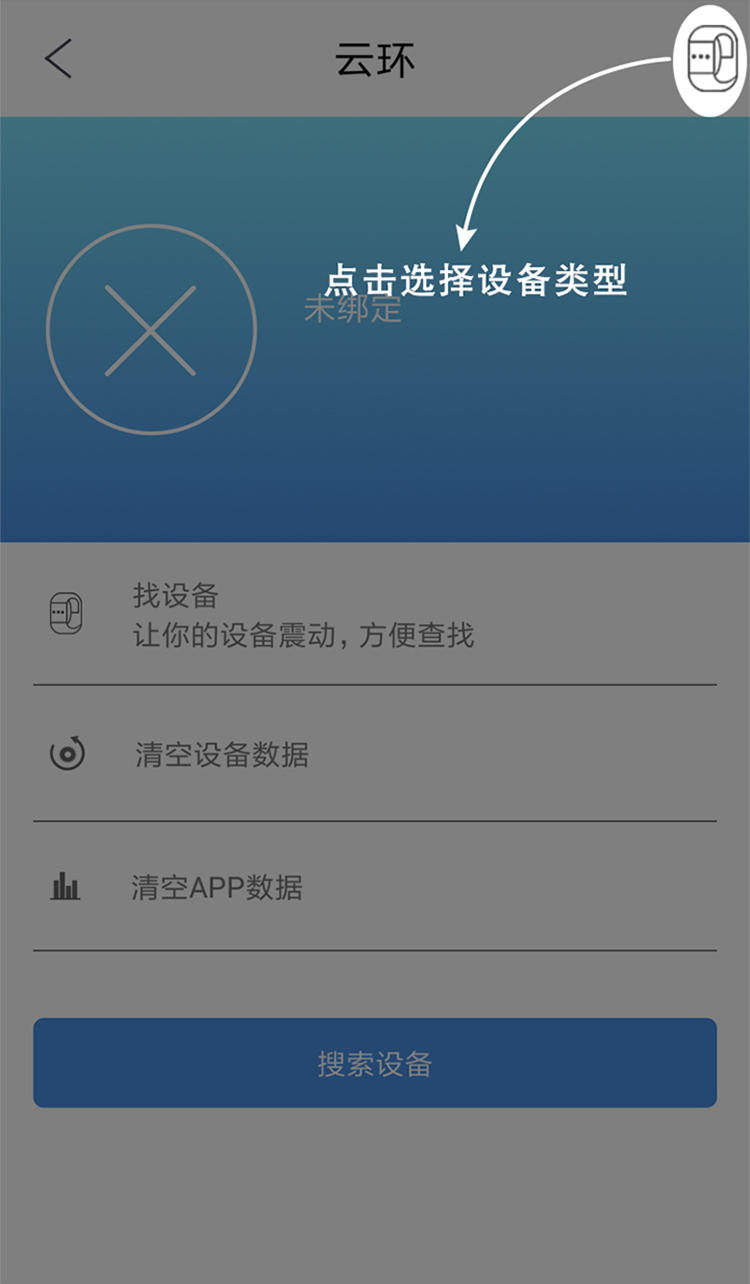 云环
点击选择设备类型
未绑定
找设备
让你的设备震动，方便查找
清空设备数据
清空APP数据
搜索设备